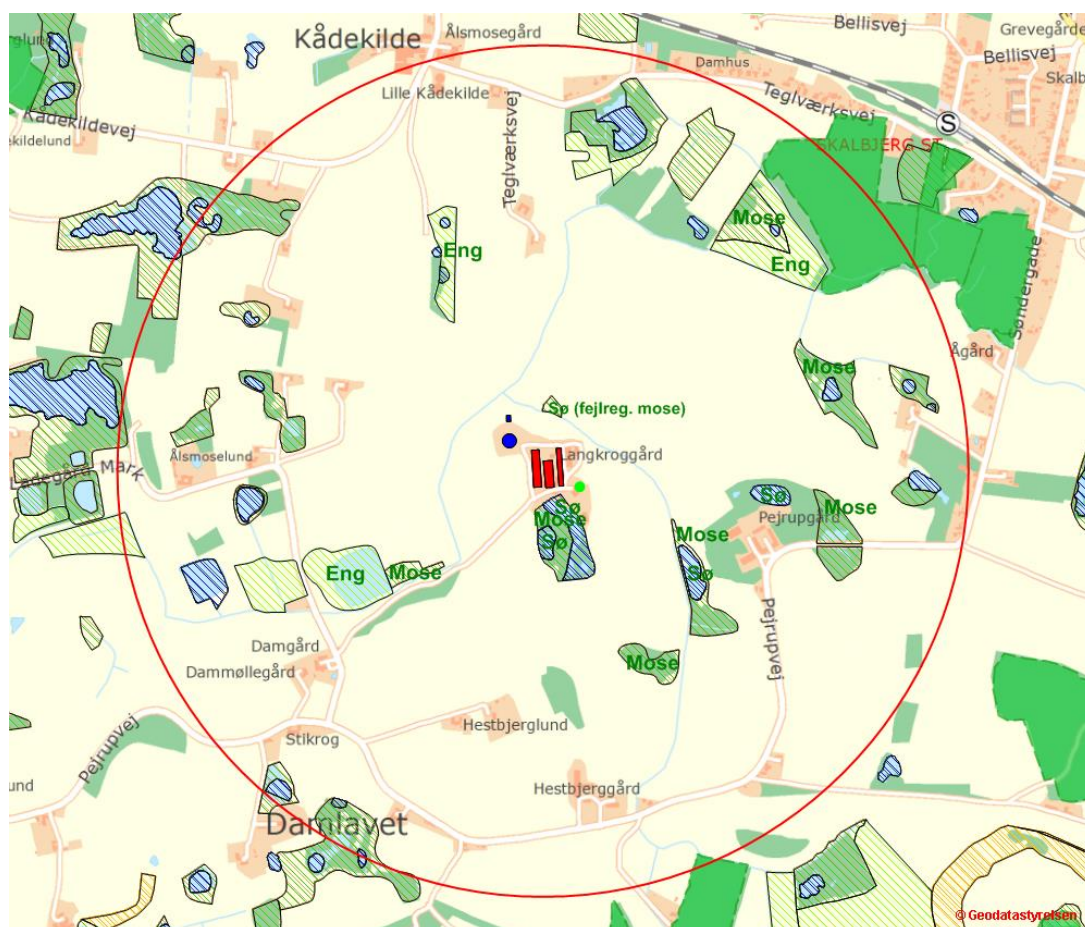 Kådekilde
Ålsmosegård
Bellisvej
Grevegårde
Bellisvej
Damhus
Skalb
Lille Kådekilde
Teglværksvej
S
SKALBJERG ST
Kådekildevej
ekildelund
Teglværksvej
Mose
Eng
Eng
Søndergade
Ågård
Mose
Sø (fejlreg. mose)
Langkroggård
Ålsmoselund
Ladegård Mark
Sø
Mose
Sø
Sø
Pejrupgård
Mose
Mose
Sø
Eng
Mose
Pejrupvej
Damgård
Dammøllegård
Mose
Hestbjerglund
Stikrog
Pejrupvej
und
Hestbjerggård
Damlavet
© Geodatastyrelsen